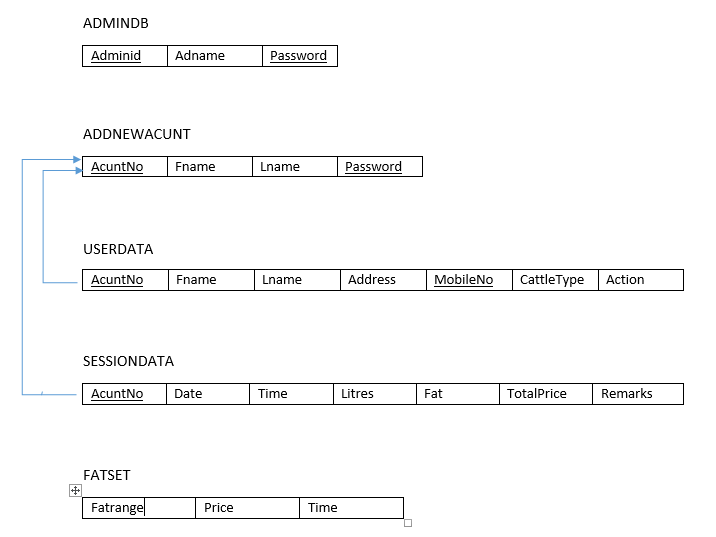 ADMINDB
Adminid Adname Password
ADDNEWACUNT
AcuntNo Fname Lname Password
USERDATA
AcuntNo Fname Lname Address MobileNo CattleType Action
SESSIONDATA
AcuntNo Date Time Litres Fat TotalPrice Remarks
FATSET
Fatrange Price Time